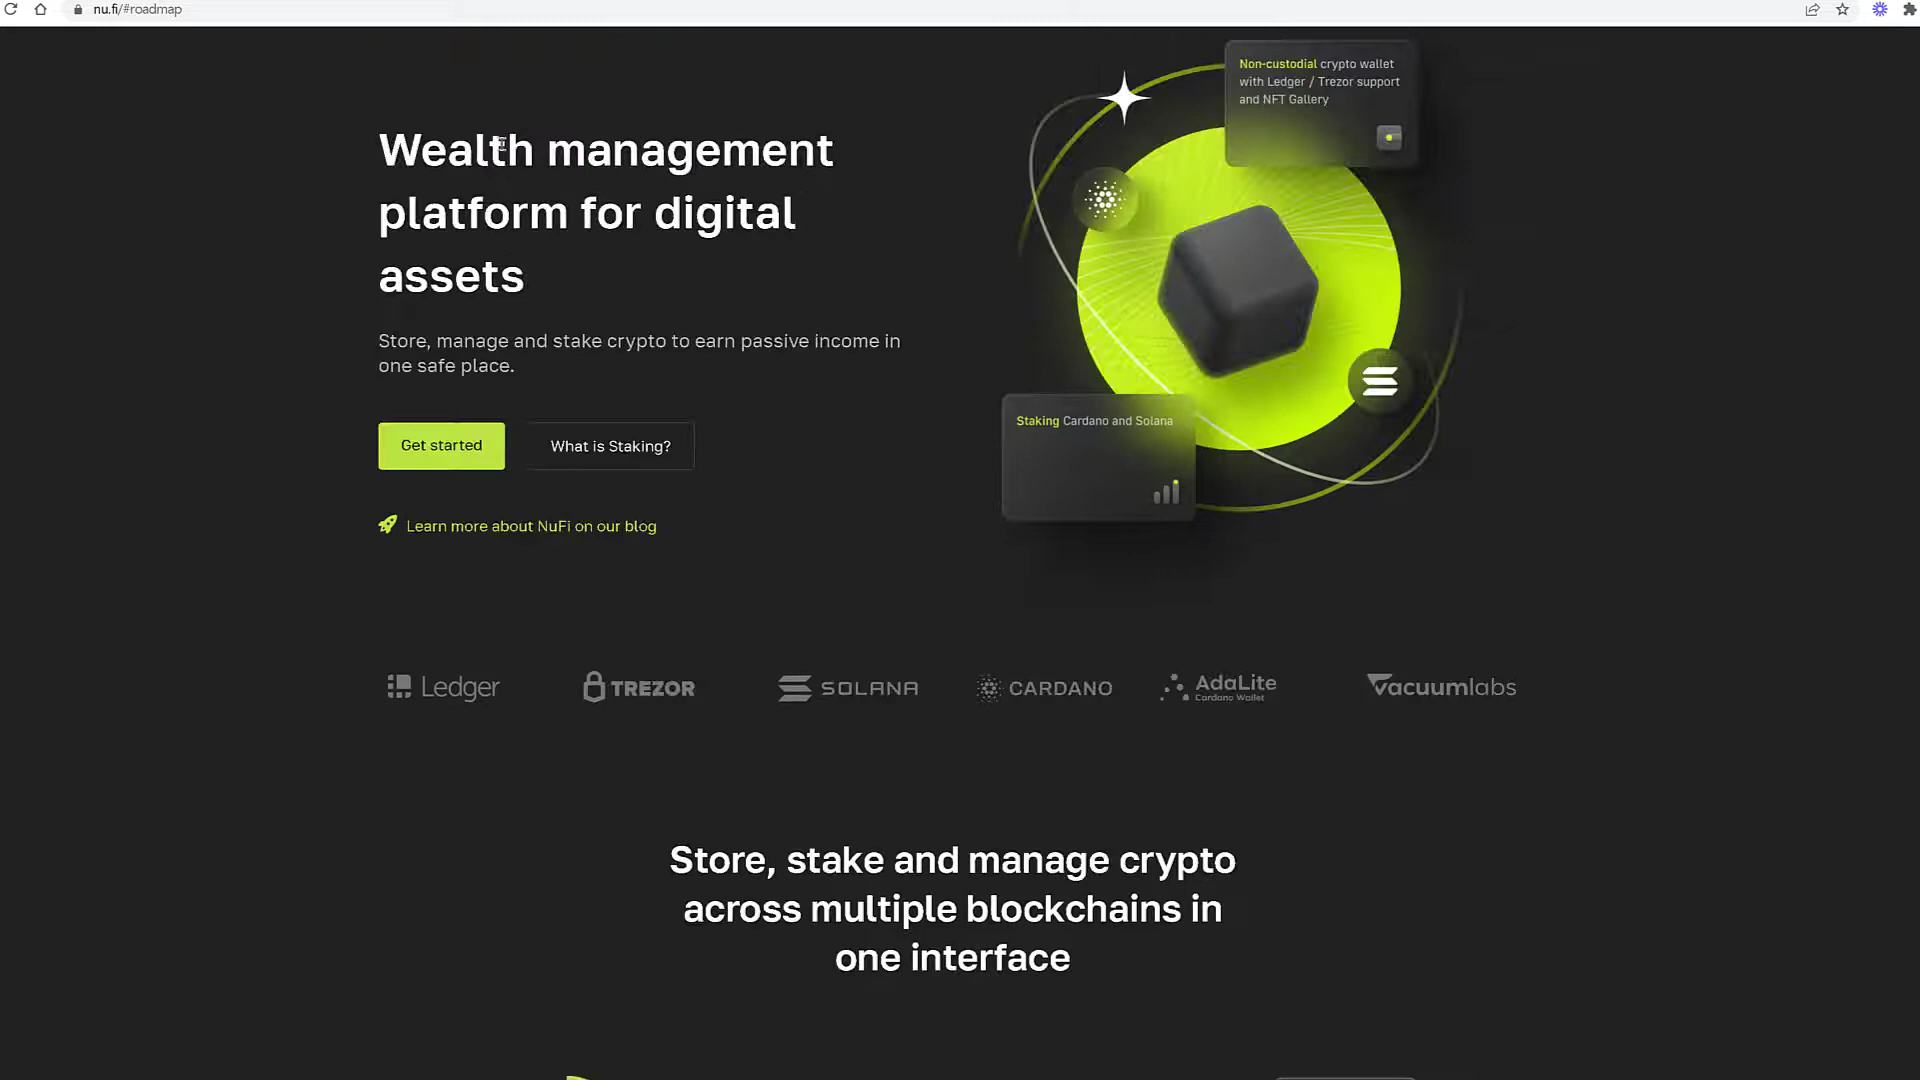 nu.fi/#roadmap
Non-custodial crypto wallet
with Ledger / Trezor support
and NFT Gallery
Wealth management
platform for digital
assets
Store, manage and stake crypto to earn passive income in
one safe place.
Get started
What is Staking?
Staking Cardano and Solana
Learn more about NuFi on our blog
Ledger
TREZOR
SOLANA
CARDANO
AdaLite
Cardano Wallet
Vacuumlabs
Store, stake and manage crypto
across multiple blockchains in
one interface